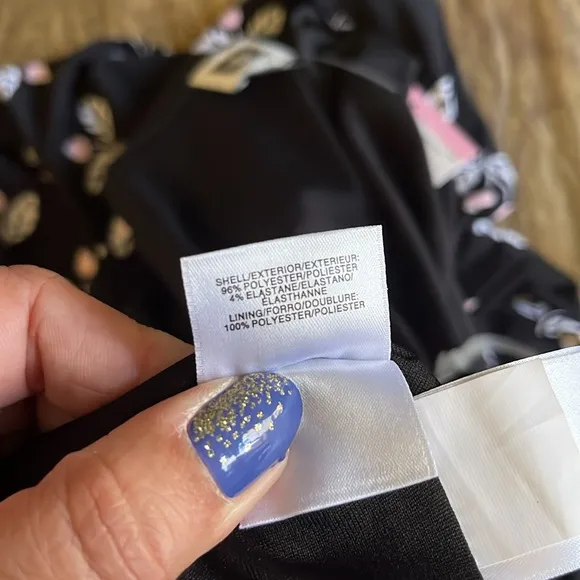 SHELL/EXTERIOR/EXTERIEUR:
96% POLYESTER/POLIESTER
4% ELASTANE/ELASTANO/
ELASTHANNE
LINING/FORRO/DOUBLURE:
100% POLYESTER/POLIESTER